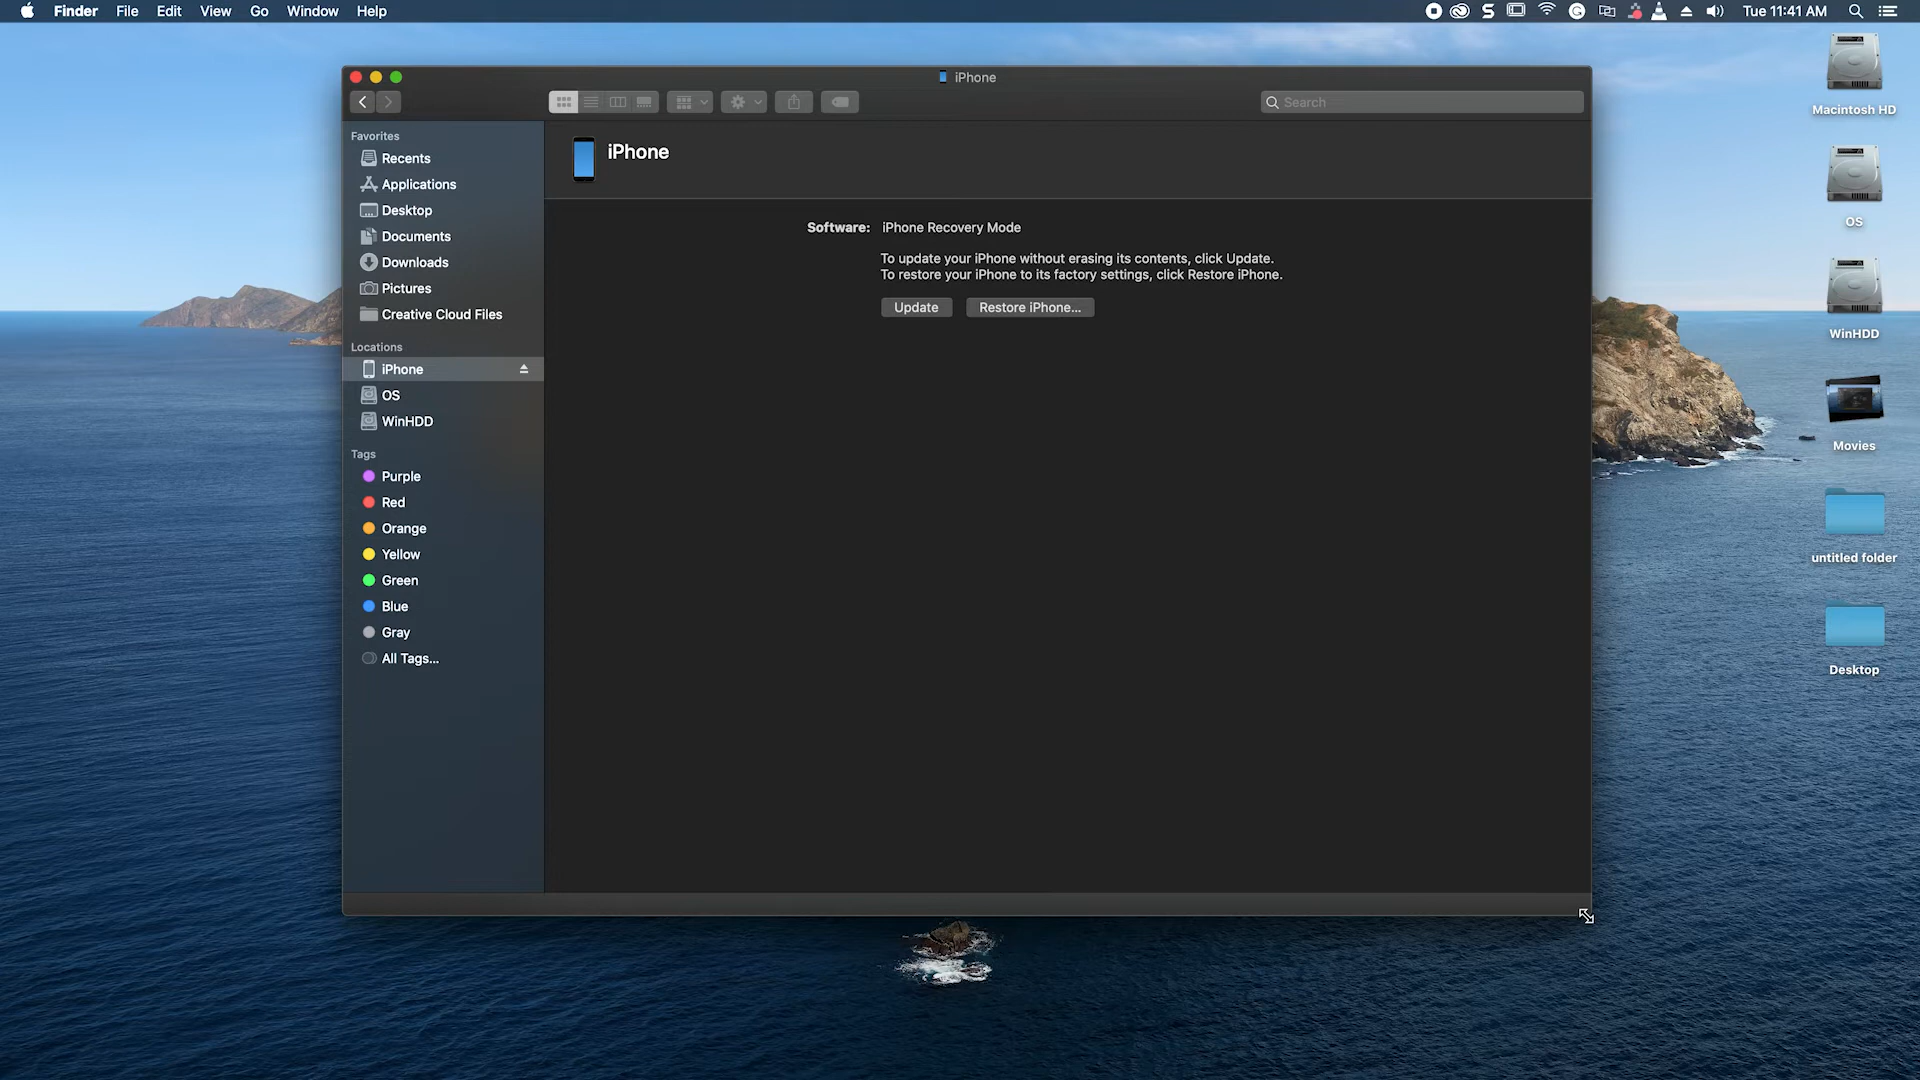 Finder File Edit View Go Window Help
Tue 11:41 AM
iPhone
Search
Favorites
Recents
Applications
Desktop
Documents
Downloads
Pictures
Creative Cloud Files
Locations
iPhone
OS
WinHDD
Tags
Purple
Red
Orange
Yellow
Green
Blue
Gray
All Tags...
iPhone
Software: iPhone Recovery Mode
To update your iPhone without erasing its contents, click Update.
To restore your iPhone to its factory settings, click Restore iPhone.
Update Restore iPhone...
Macintosh HD
OS
WinHDD
Movies
untitled folder
Desktop